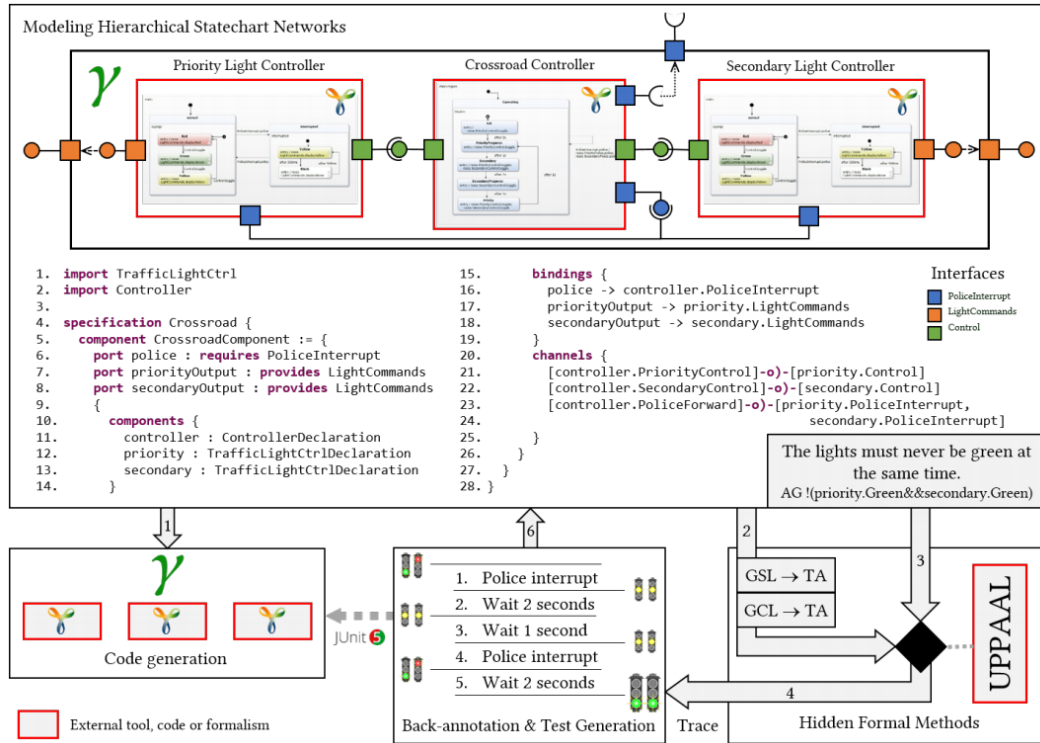 Modeling Hierarchical Statechart Networks
γ
Priority Light Controller
Crossroad Controller
Secondary Light Controller
1. import TrafficLightCtrl
2. import Controller
3.
4. specification Crossroad {
5. component CrossroadComponent := {
6. port police : requires PoliceInterrupt
7. port priorityOutput : provides LightCommands
8. port secondaryOutput : provides LightCommands
9. {
10. components {
11. controller : ControllerDeclaration
12. priority : TrafficLightCtrlDeclaration
13. secondary : TrafficLightCtrlDeclaration
14. }
15. bindings {
16. police -> controller.PoliceInterrupt
17. priorityOutput -> priority.LightCommands
18. secondaryOutput -> secondary.LightCommands
19. }
20. channels {
21. [controller.PriorityControl]-o)-[priority.Control]
22. [controller.SecondaryControl]-o)-[secondary.Control]
23. [controller.PoliceForward]-o)-[priority.PoliceInterrupt,
24. secondary.PoliceInterrupt]
25. }
26. }
27. }
28. }
Interfaces
PoliceInterrupt
LightCommands
Control
The lights must never be green at
the same time.
AG !(priority.Green&&secondary.Green)
1
6
2
3
γ
Code generation
JUnit 5
1. Police interrupt
2. Wait 2 seconds
3. Wait 1 second
4. Police interrupt
5. Wait 2 seconds
Back-annotation & Test Generation
Trace
4
GSL → TA
GCL → TA
UPPAAL
Hidden Formal Methods
External tool, code or formalism